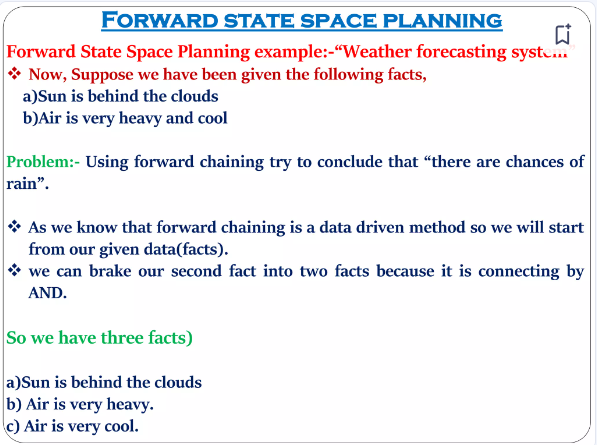 FORWARD STATE SPACE PLANNING
Forward State Space Planning example:-“Weather forecasting system”
❖ Now, Suppose we have been given the following facts,
a)Sun is behind the clouds
b)Air is very heavy and cool
Problem:- Using forward chaining try to conclude that “there are chances of
rain”.
❖ As we know that forward chaining is a data driven method so we will start
from our given data(facts).
❖ we can brake our second fact into two facts because it is connecting by
AND.
So we have three facts)
a)Sun is behind the clouds
b) Air is very heavy.
c) Air is very cool.